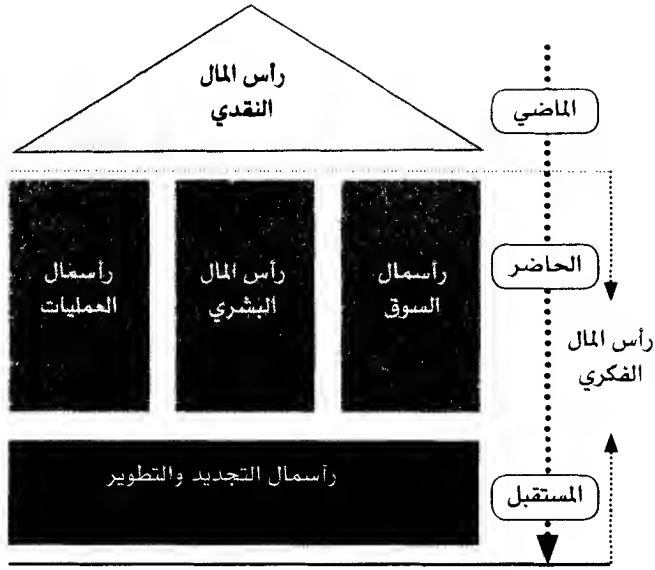 رأس المال
النقدي
الماضي
رأسمال
السوق
رأس المال
البشري
رأسمال
العمليات
الحاضر
رأس المال
الفكري
رأسمال التجديد والتطوير
المستقبل